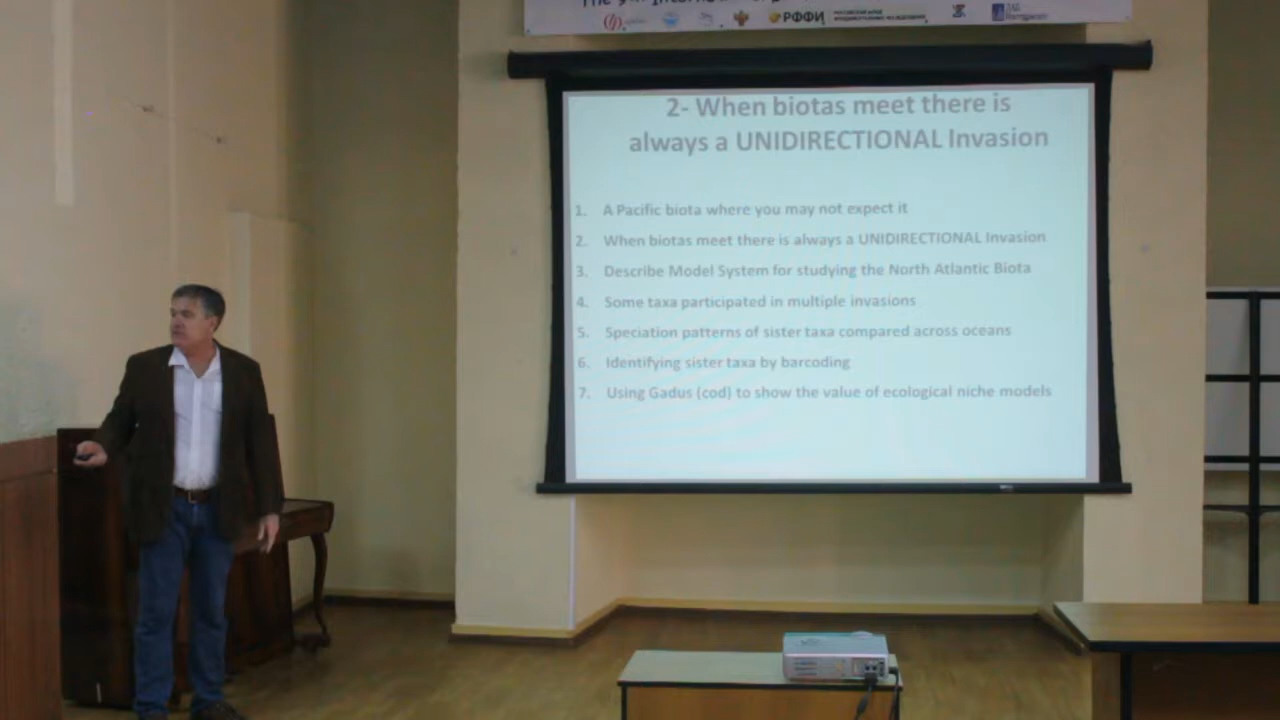 The 9th Intern
РФФИ
2- When biotas meet there is
always a UNIDIRECTIONAL Invasion
1. A Pacific biota where you may not expect it
2. When biotas meet there is always a UNIDIRECTIONAL Invasion
3. Describe Model System for studying the North Atlantic Biota
4. Some taxa participated in multiple invasions
5. Speciation patterns of sister taxa compared across oceans
6. Identifying sister taxa by barcoding
7. Using Gadus (cod) to show the value of ecological niche models